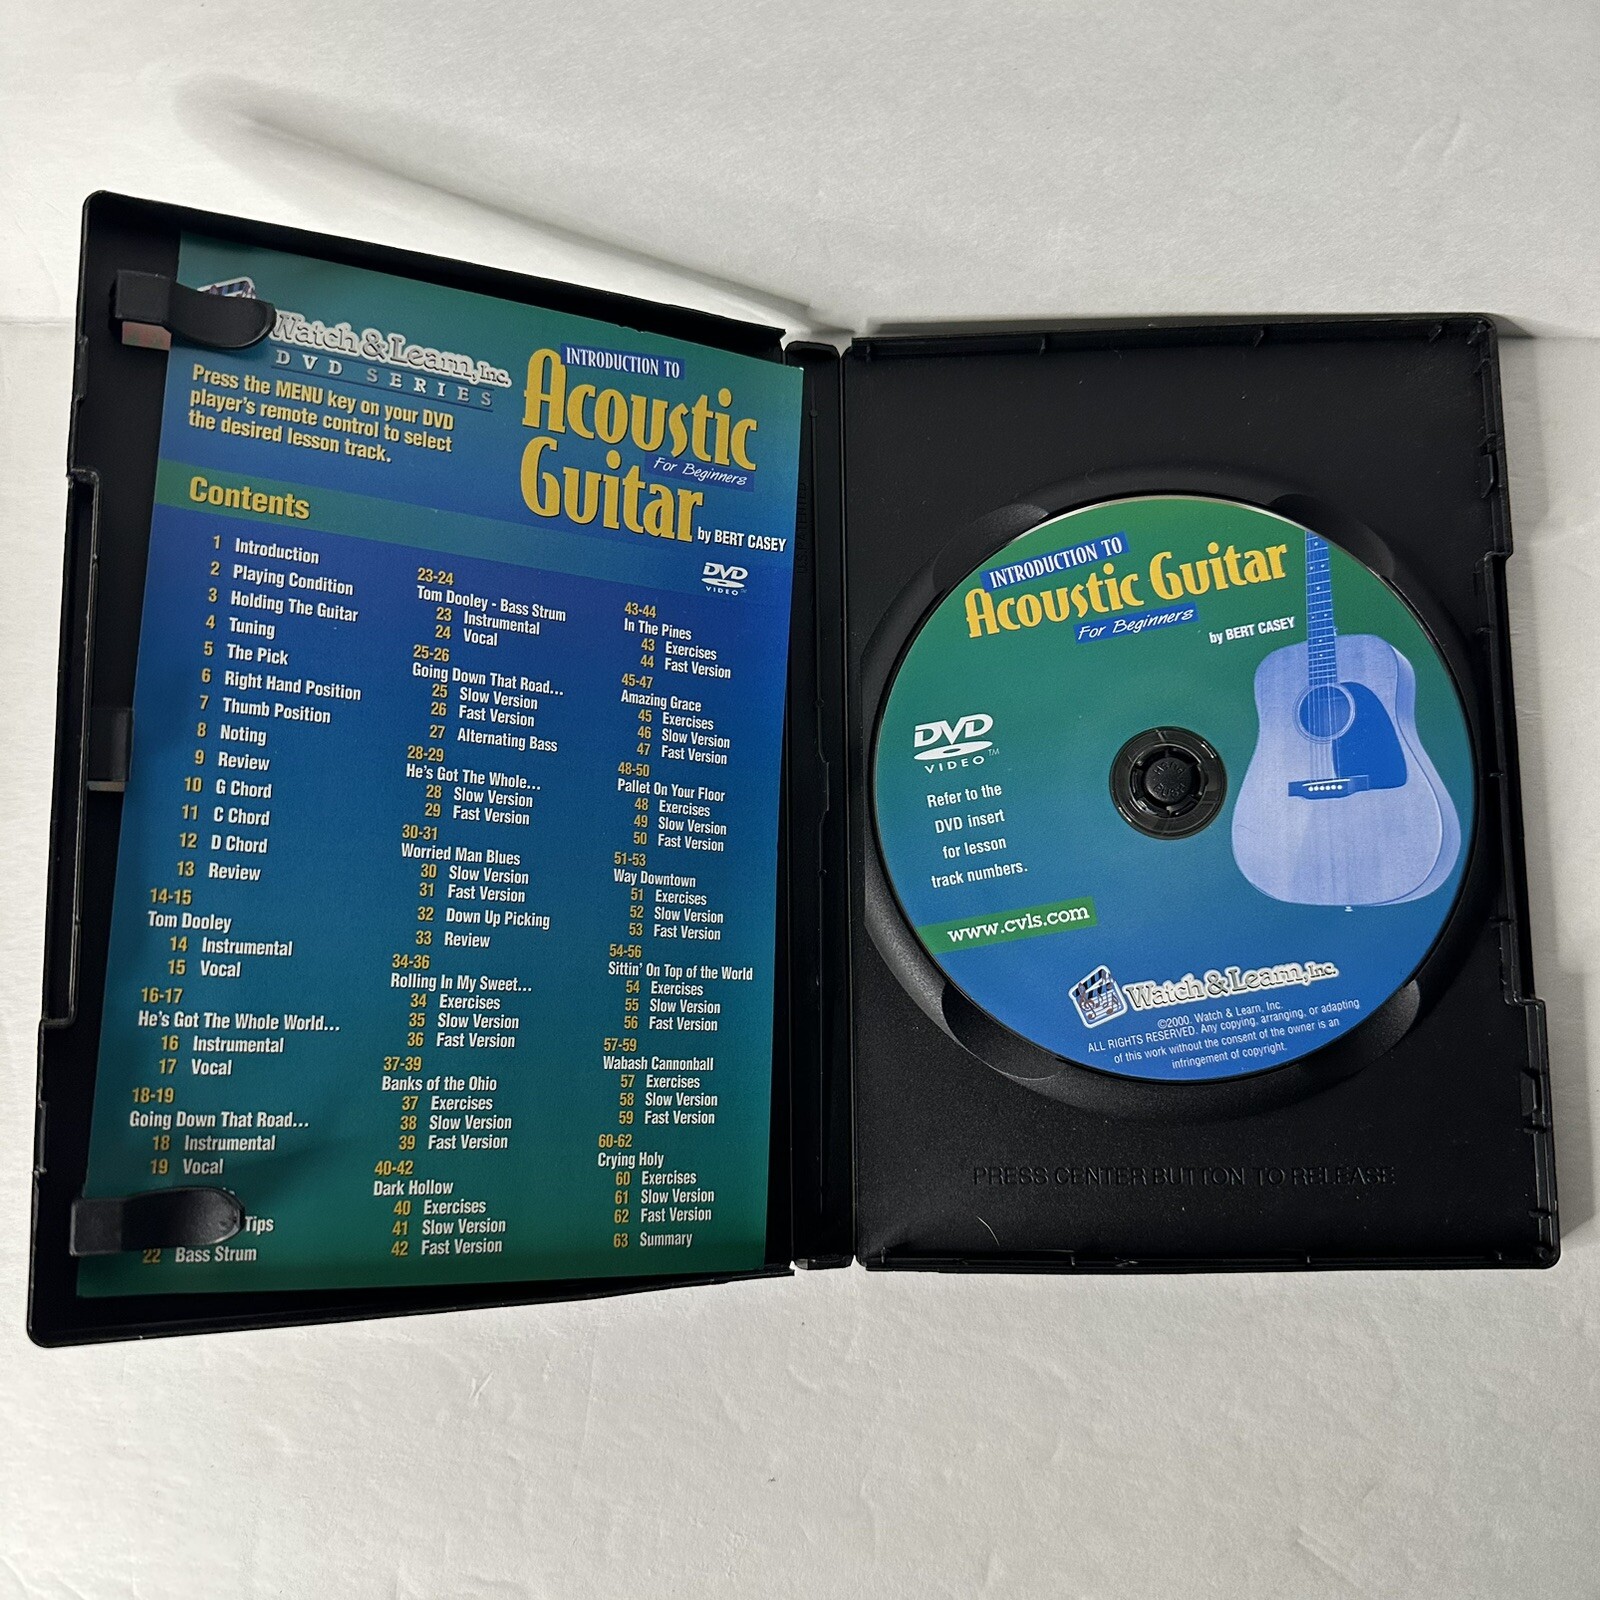 Watch & Learn, Inc.
DVD SERIES
Press the MENU key on your DVD
player's remote control to select
the desired lesson track.
INTRODUCTION TO
Acoustic
For Beginners
Guitar
by BERT CASEY
DVD
VIDEO
Contents
1 Introduction
2 Playing Condition
3 Holding The Guitar
4 Tuning
5 The Pick
6 Right Hand Position
7 Thumb Position
8 Noting
9 Review
10 G Chord
11 C Chord
12 D Chord
13 Review
14-15
Tom Dooley
14 Instrumental
15 Vocal
16-17
He's Got The Whole World...
16 Instrumental
17 Vocal
18-19
Going Down That Road...
18 Instrumental
19 Vocal
Tips
22 Bass Strum
23-24
Tom Dooley - Bass Strum
23 Instrumental
24 Vocal
25-26
Going Down That Road...
25 Slow Version
26 Fast Version
27 Alternating Bass
28-29
He's Got The Whole...
28 Slow Version
29 Fast Version
30-31
Worried Man Blues
30 Slow Version
31 Fast Version
32 Down Up Picking
33 Review
34-36
Rolling In My Sweet...
34 Exercises
35 Slow Version
36 Fast Version
37-39
Banks of the Ohio
37 Exercises
38 Slow Version
39 Fast Version
40-42
Dark Hollow
40 Exercises
41 Slow Version
42 Fast Version
43-44
In The Pines
43 Exercises
44 Fast Version
45-47
Amazing Grace
45 Exercises
46 Slow Version
47 Fast Version
48-50
Pallet On Your Floor
48 Exercises
49 Slow Version
50 Fast Version
51-53
Way Downtown
51 Exercises
52 Slow Version
53 Fast Version
54-56
Sittin' On Top of the World
54 Exercises
55 Slow Version
56 Fast Version
57-59
Wabash Cannonball
57 Exercises
58 Slow Version
59 Fast Version
60-62
Crying Holy
60 Exercises
61 Slow Version
62 Fast Version
63 Summary
INTRODUCTION TO
Acoustic Guitar
For Beginners
by BERT CASEY
DVD
VIDEO™
Refer to the
DVD insert
for lesson
track numbers.
www.cvls.com
Watch & Learn, Inc.
©2000 Watch & Learn, Inc.
ALL RIGHTS RESERVED. Any copying, arranging, or adapting
of this work without the consent of the owner is an
infringement of copyright.
PRESS CENTER BUTTON TO RELEASE